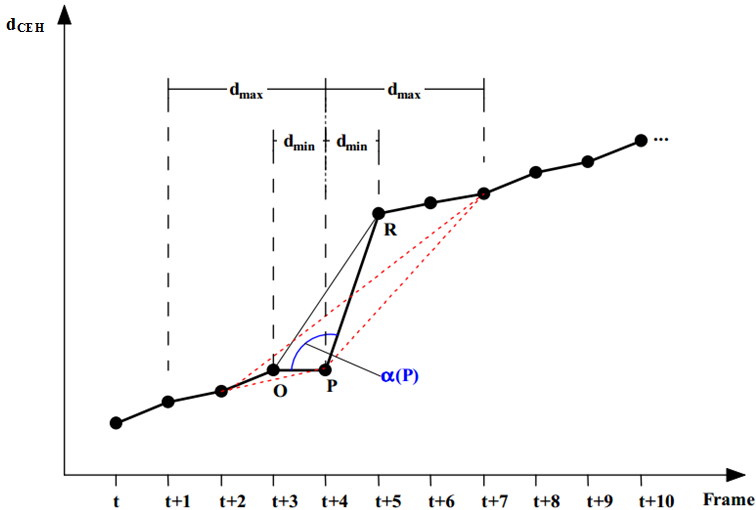 dCEH
dmax dmax
dmin dmin
R
O P α(P)
t t+1 t+2 t+3 t+4 t+5 t+6 t+7 t+8 t+9 t+10 Frame
...